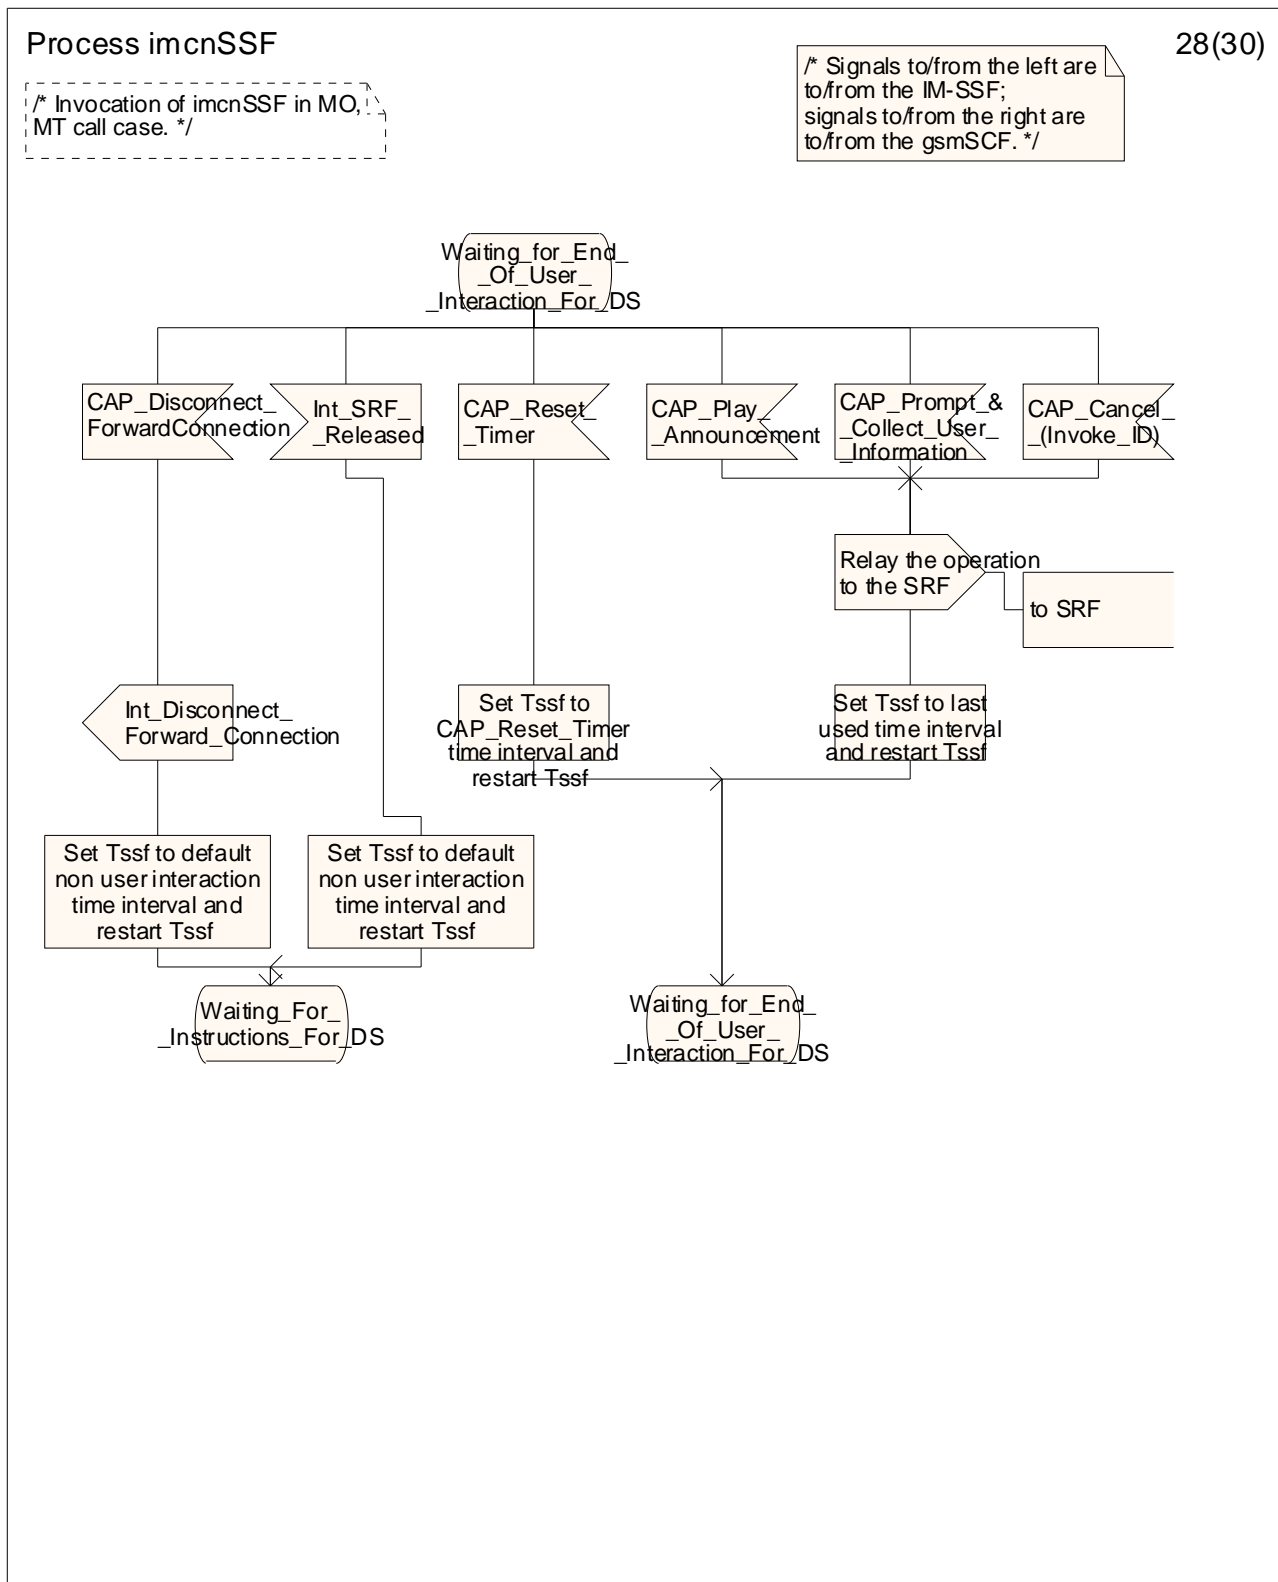 Process imcnSSF
28(30)
/* Invocation of imcnSSF in MO,
MT call case. */
/* Signals to/from the left are
to/from the IM-SSF;
signals to/from the right are
to/from the gsmSCF. */
Waiting_for_End_
_Of_User_
_Interaction_For_DS
CAP_Disconnect_
ForwardConnection
Int_SRF_
_Released
CAP_Reset_
_Timer
CAP_Play_
_Announcement
CAP_Prompt_&
_Collect_User_
_Information
CAP_Cancel_
_(Invoke_ID)
Relay the operation
to the SRF
to SRF
Int_Disconnect_
Forward_Connection
Set Tssf to
CAP_Reset_Timer
time interval and
restart Tssf
Set Tssf to last
used time interval
and restart Tssf
Set Tssf to default
non user interaction
time interval and
restart Tssf
Set Tssf to default
non user interaction
time interval and
restart Tssf
Waiting_For_
_Instructions_For_DS
Waiting_for_End_
_Of_User_
_Interaction_For_DS